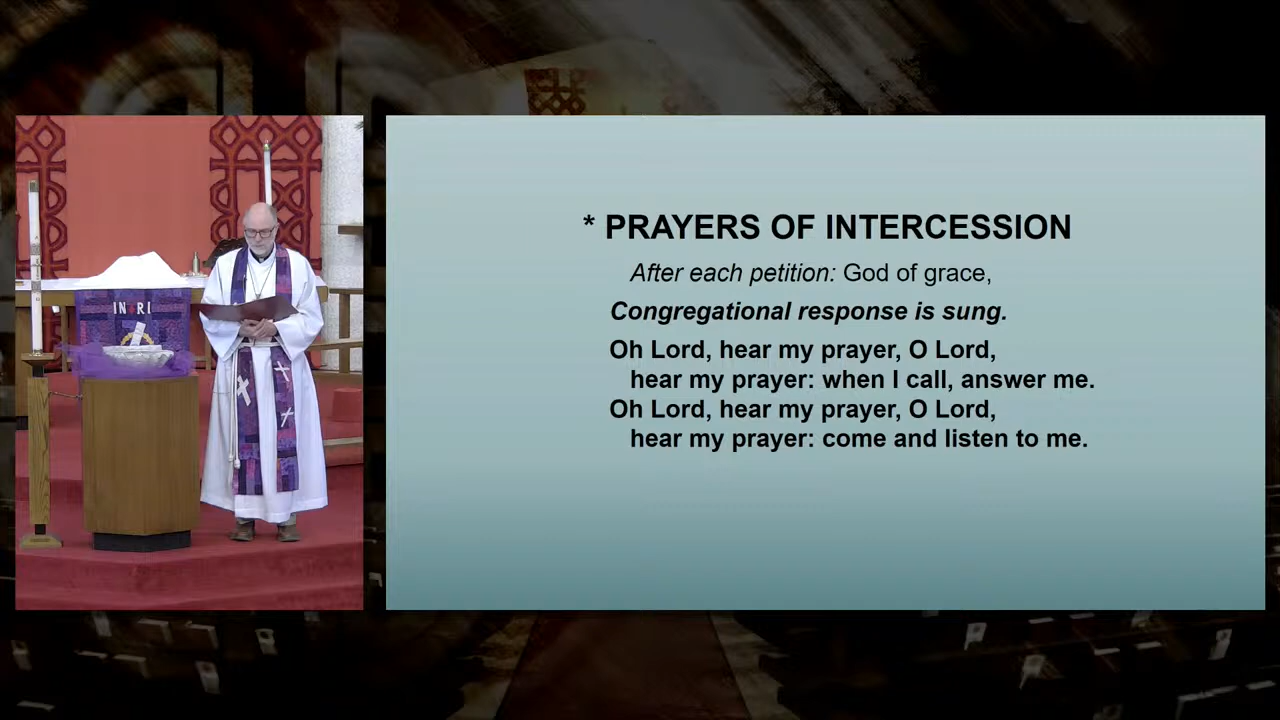 IN RI
* PRAYERS OF INTERCESSION
After each petition: God of grace,
Congregational response is sung.
Oh Lord, hear my prayer, O Lord,
hear my prayer: when I call, answer me.
Oh Lord, hear my prayer, O Lord,
hear my prayer: come and listen to me.